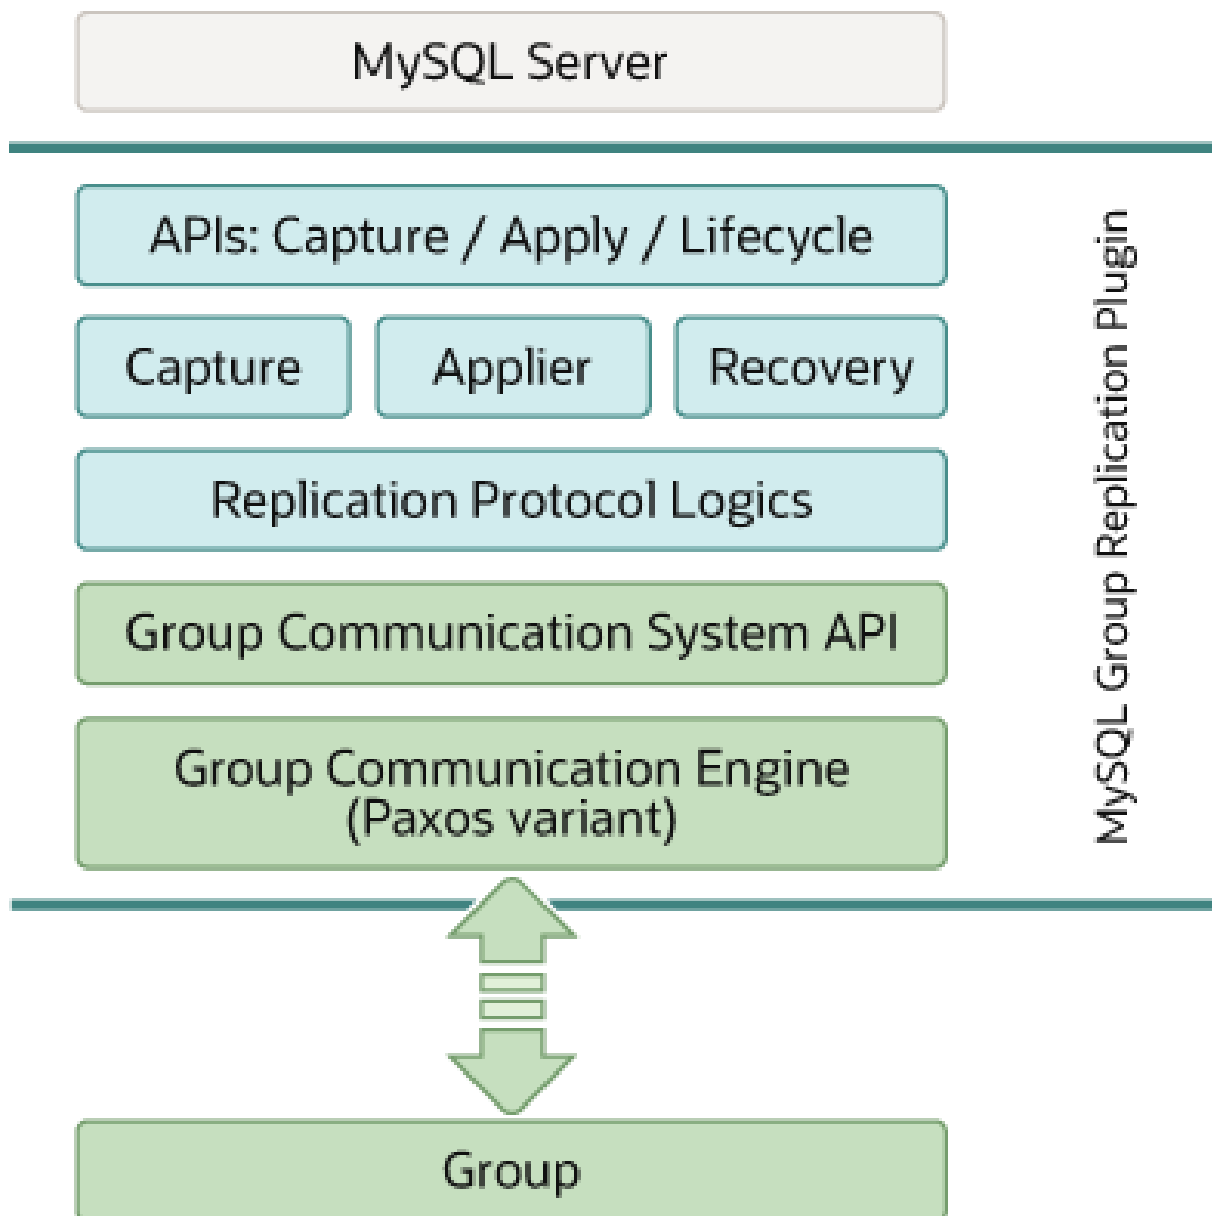 MySQL Server
APIs: Capture / Apply / Lifecycle
Capture
Applier
Recovery
Replication Protocol Logics
Group Communication System API
Group Communication Engine
(Paxos variant)
MySQL Group Replication Plugin
Group